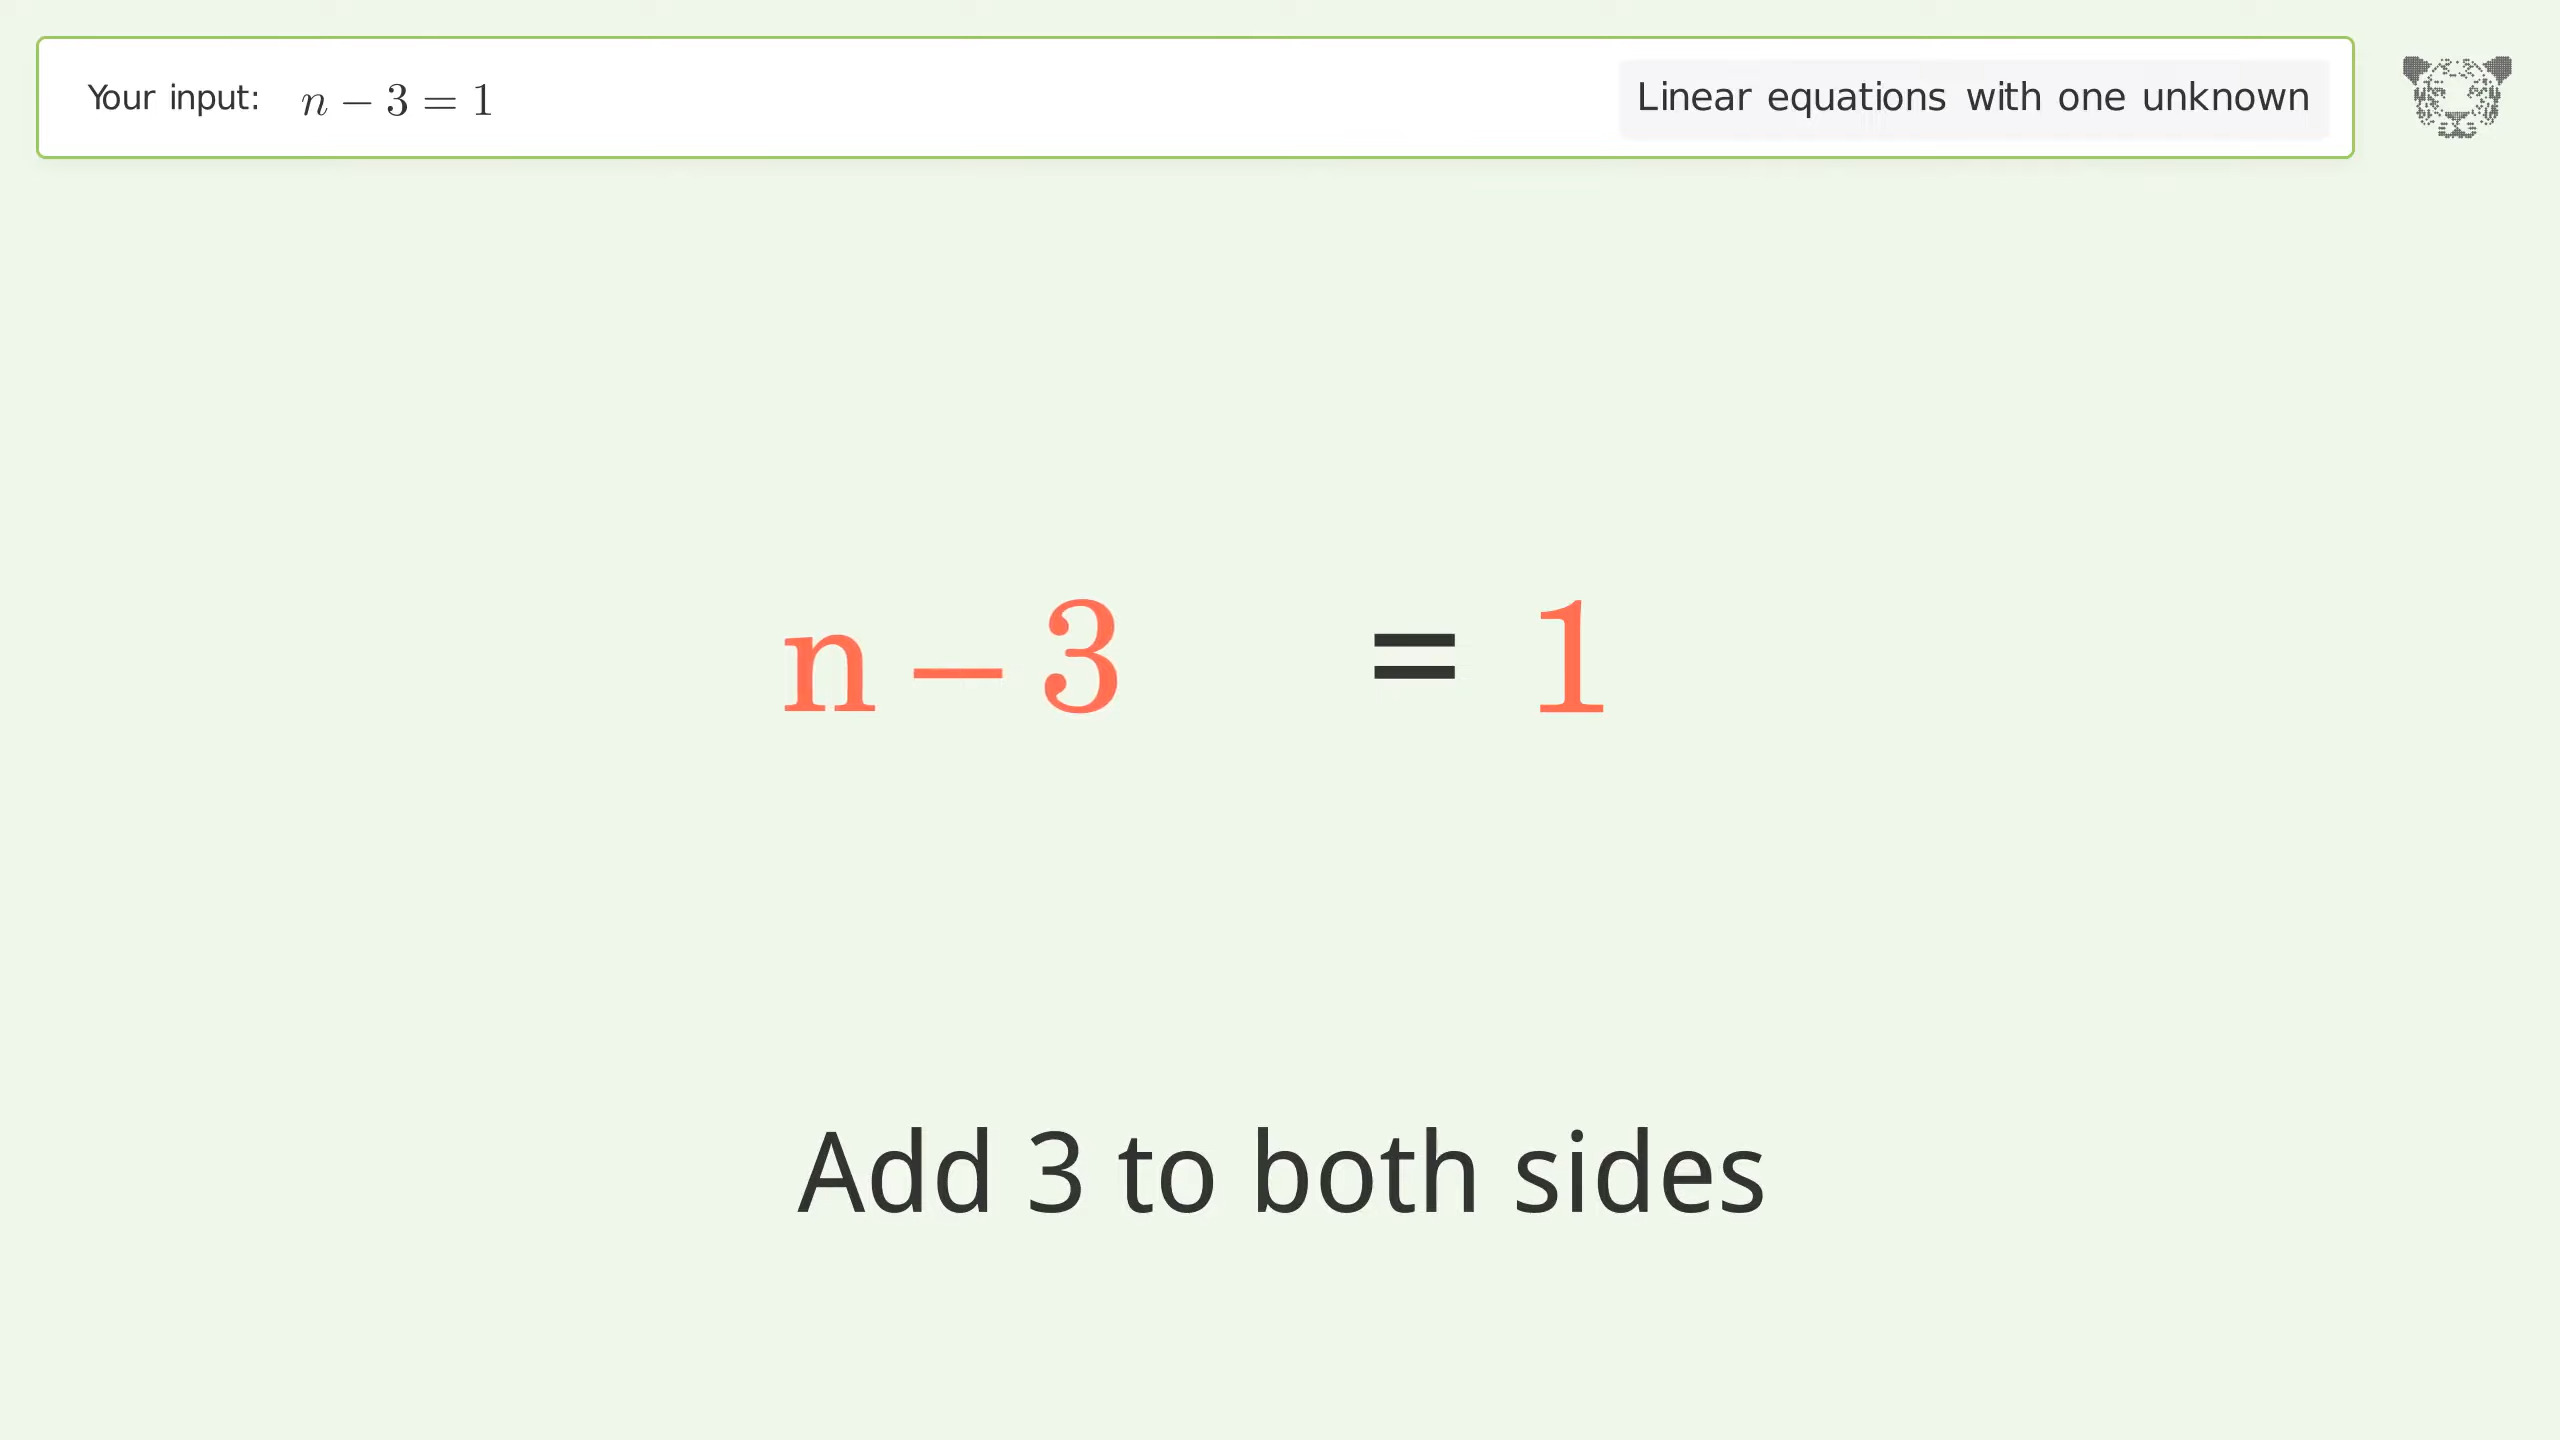 Your input: n − 3 = 1
Linear equations with one unknown
n − 3 = 1
Add 3 to both sides